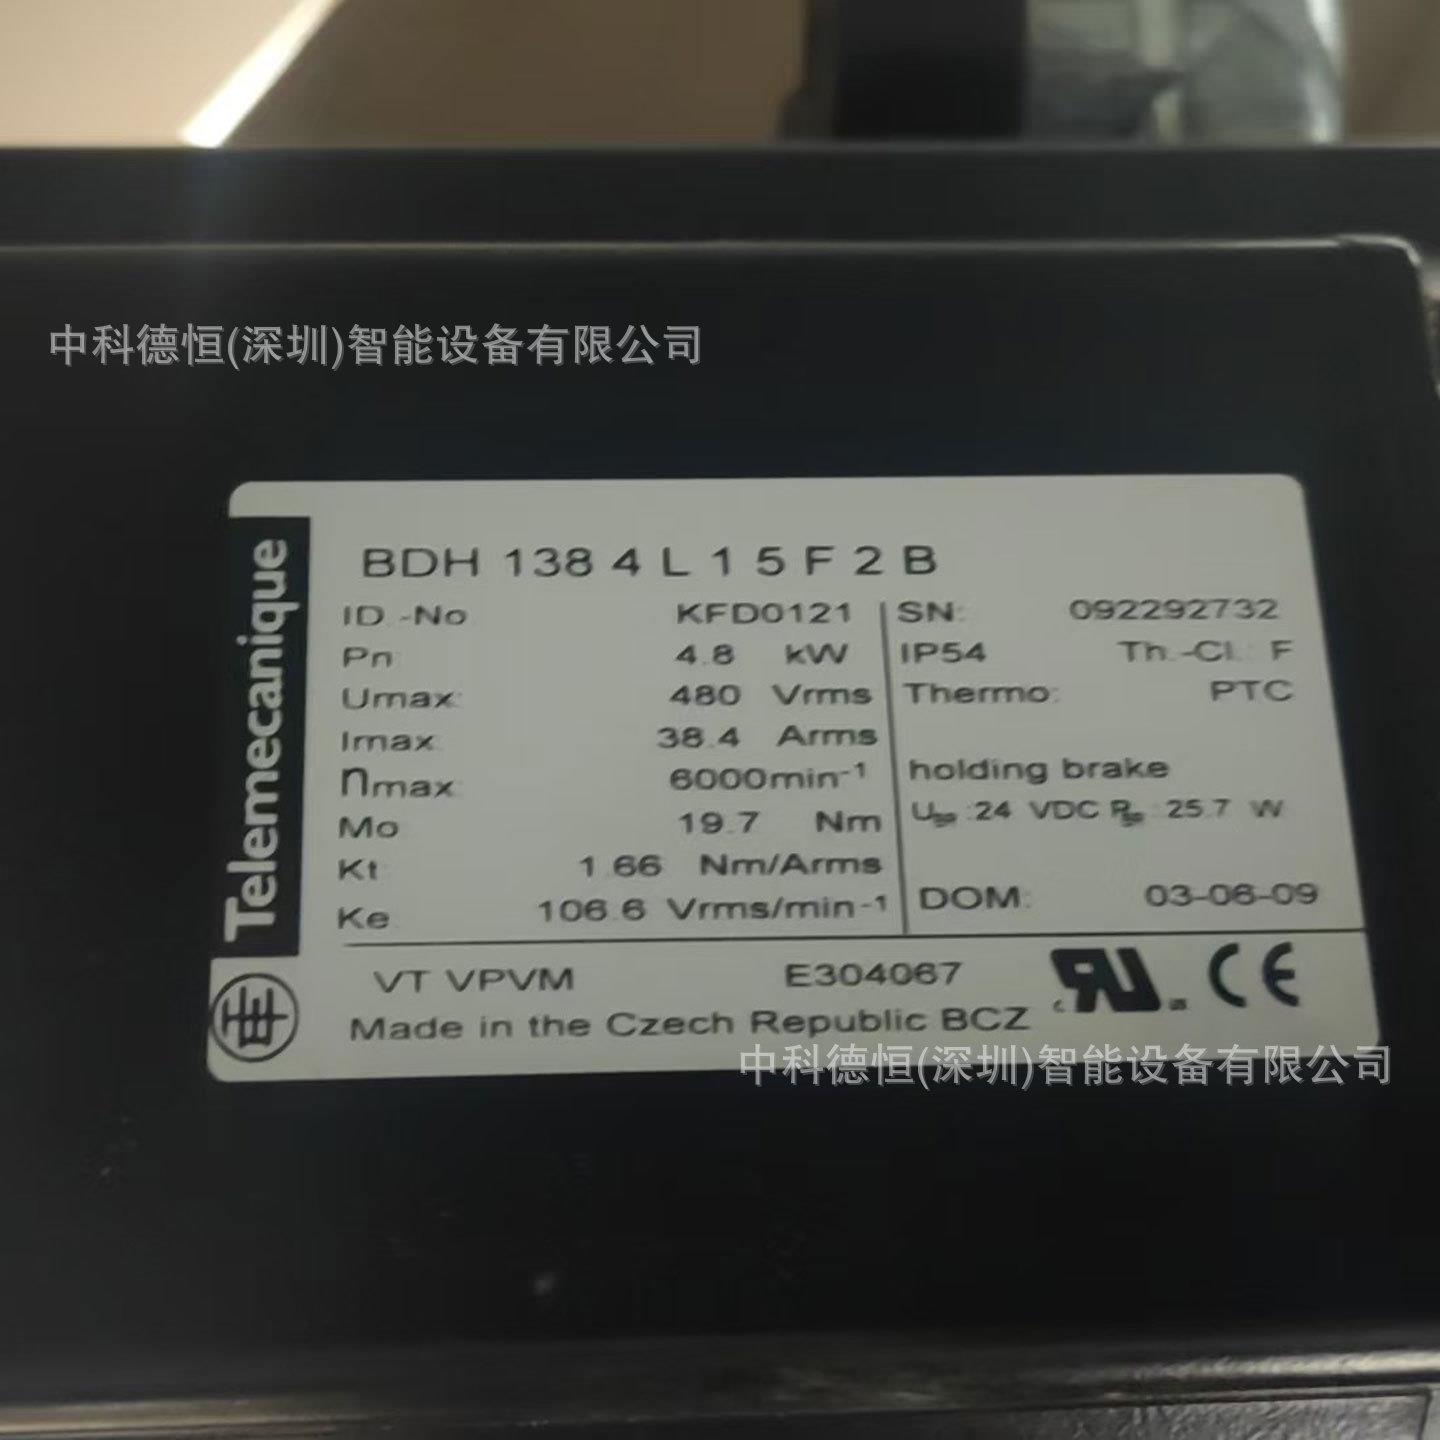 中科德恒(深圳)智能设备有限公司
Telemecanique
BDH 138 4 L 1 5 F 2 B
ID.-No KFD0121 SN: 092292732
Pn 4.8 kW IP54 Th.-Cl.: F
Umax: 480 Vrms Thermo: PTC
Imax 38.4 Arms
nmax: 6000min-1 holding brake
Mo 19.7 Nm U :24 VDC P :25.7 W
Kt 1.66 Nm/Arms
Ke 106.6 Vrms/min-1 DOM: 03-06-09
VT VPVM E304067 CE
Made in the Czech Republic BCZ
中科德恒(深圳)智能设备有限公司